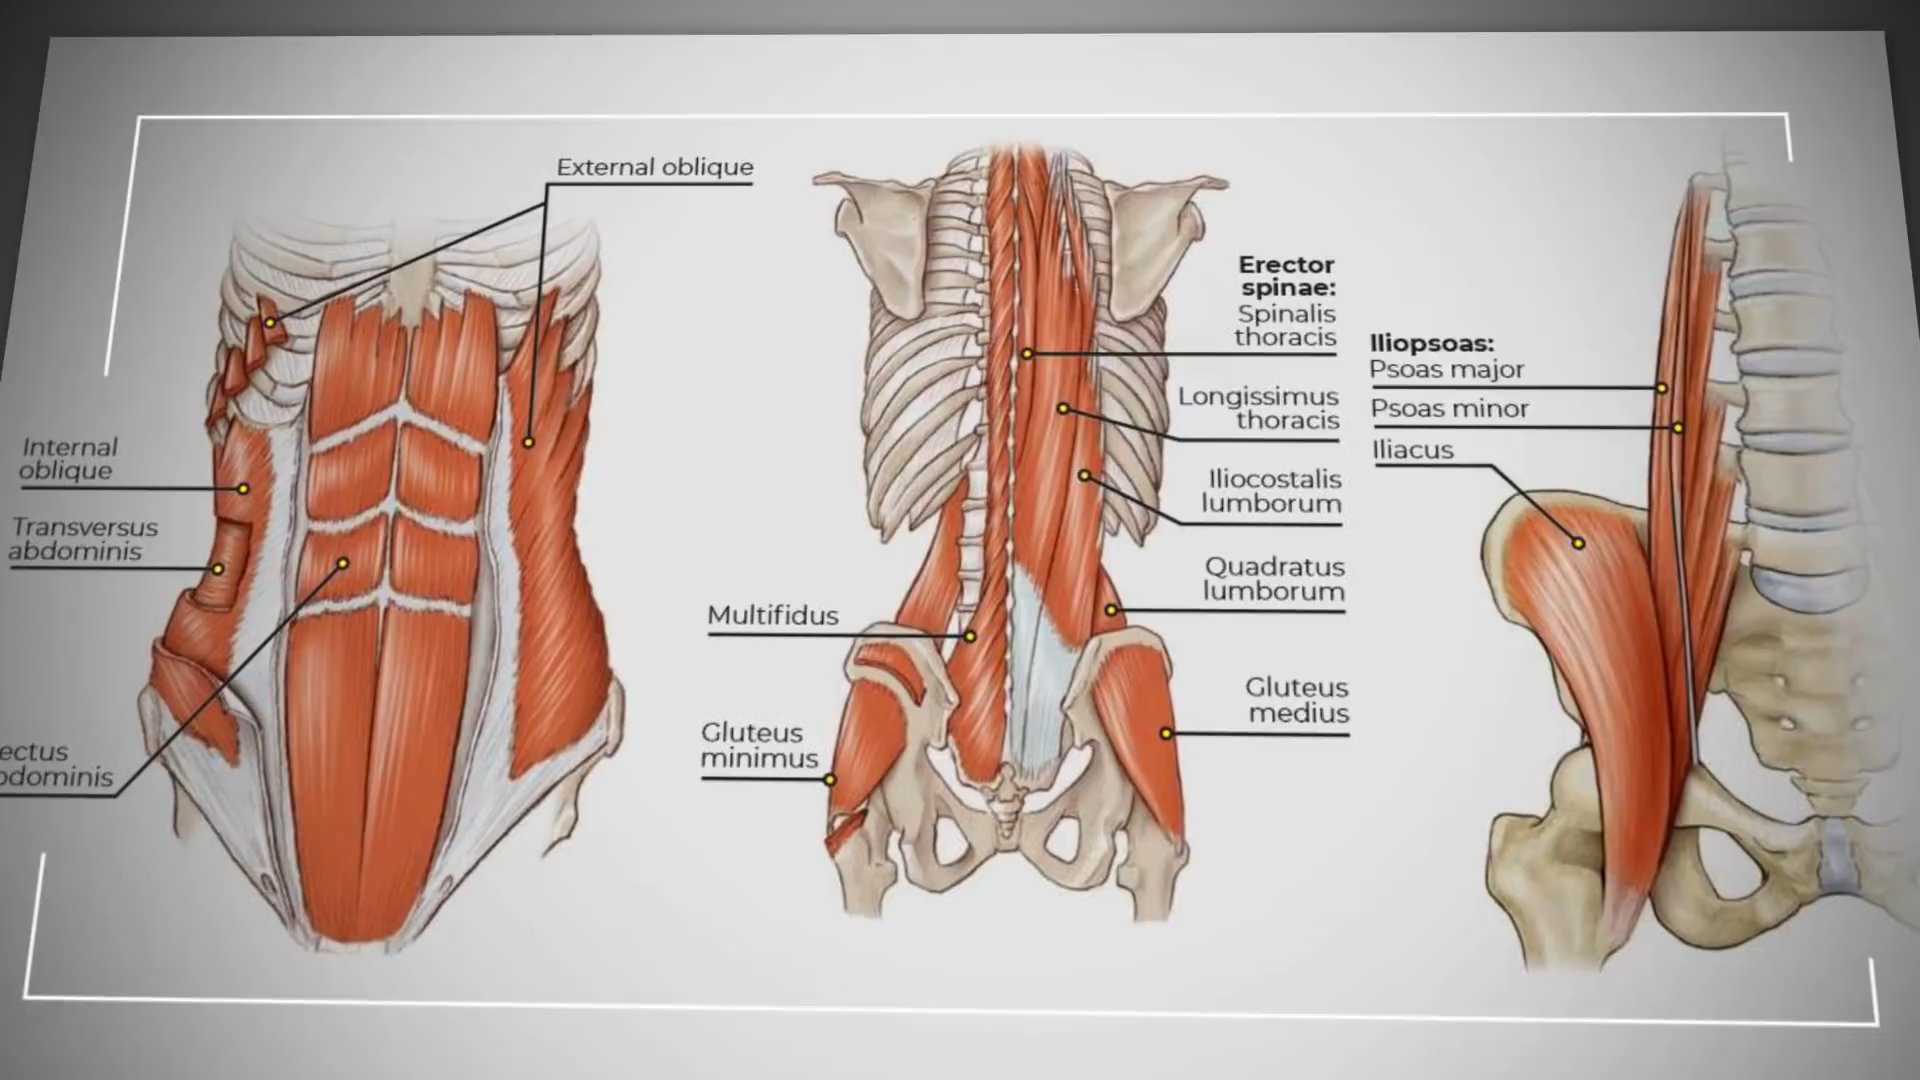 External oblique
Internal
oblique
Transversus
abdominis
ectus
odominis
Multifidus
Gluteus
minimus
Erector
spinae:
Spinalis
thoracis
Longissimus
thoracis
Iliocostalis
lumborum
Quadratus
lumborum
Gluteus
medius
Iliopsoas:
Psoas major
Psoas minor
Iliacus